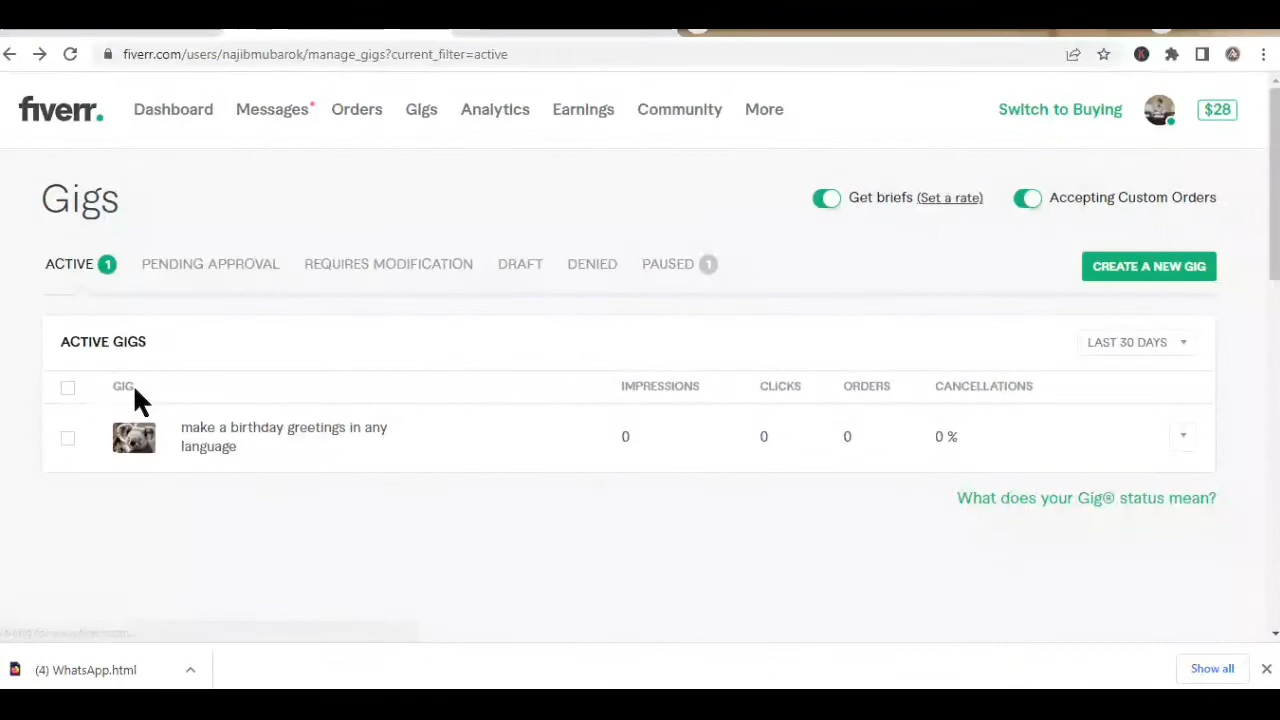 fiverr.com/users/najibmubarok/manage_gigs?current_filter=active
fiverr. Dashboard Messages Orders Gigs Analytics Earnings Community More Switch to Buying $28
Gigs
Get briefs (Set a rate) Accepting Custom Orders
ACTIVE 1 PENDING APPROVAL REQUIRES MODIFICATION DRAFT DENIED PAUSED 1 CREATE A NEW GIG
ACTIVE GIGS LAST 30 DAYS
GIG IMPRESSIONS CLICKS ORDERS CANCELLATIONS
make a birthday greetings in any
language
0 0 0 0 %
What does your Gig® status mean?
(4) WhatsApp.html Show all